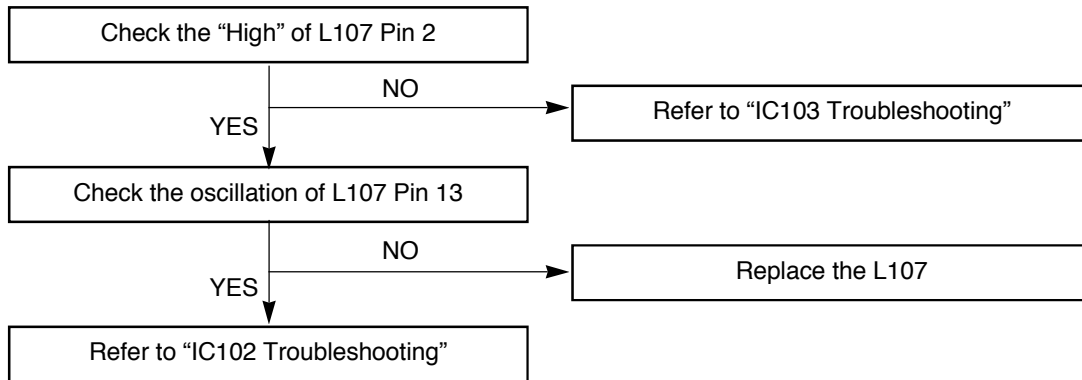 Check the “High” of L107 Pin 2
NO
Refer to “IC103 Troubleshooting”
YES
Check the oscillation of L107 Pin 13
NO
Replace the L107
YES
Refer to “IC102 Troubleshooting”